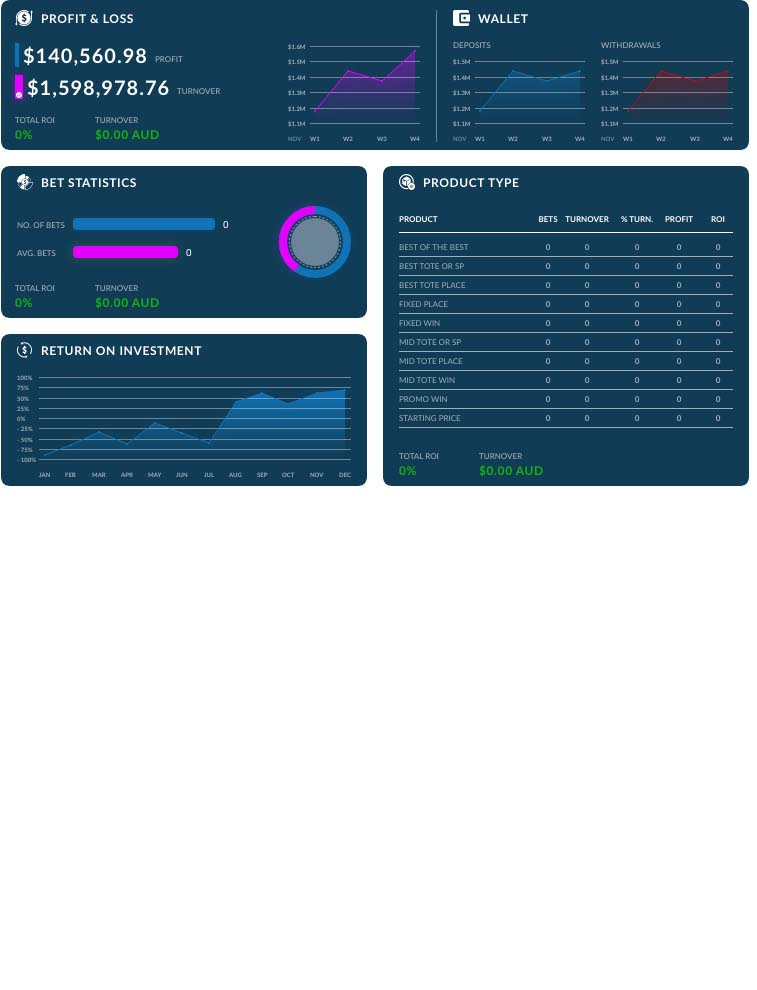 PROFIT & LOSS
$140,560.98 PROFIT
$1,598,978.76 TURNOVER
TOTAL ROI TURNOVER
0% $0.00 AUD
$1.6M
$1.5M
$1.4M
$1.3M
$1.2M
$1.1M
NOV W1 W2 W3 W4
WALLET
DEPOSITS
$1.5M
$1.4M
$1.3M
$1.2M
$1.1M
NOV W1 W2 W3 W4
WITHDRAWALS
$1.5M
$1.4M
$1.3M
$1.2M
$1.1M
NOV W1 W2 W3 W4
BET STATISTICS
NO. OF BETS 0
AVG. BETS 0
TOTAL ROI TURNOVER
0% $0.00 AUD
RETURN ON INVESTMENT
100%
75%
50%
25%
0%
- 25%
- 50%
- 75%
- 100%
JAN FEB MAR APR MAY JUN JUL AUG SEP OCT NOV DEC
PRODUCT TYPE
PRODUCT BETS TURNOVER % TURN. PROFIT ROI
BEST OF THE BEST 0 0 0 0 0
BEST TOTE OR SP 0 0 0 0 0
BEST TOTE PLACE 0 0 0 0 0
FIXED PLACE 0 0 0 0 0
FIXED WIN 0 0 0 0 0
MID TOTE OR SP 0 0 0 0 0
MID TOTE PLACE 0 0 0 0 0
MID TOTE WIN 0 0 0 0 0
PROMO WIN 0 0 0 0 0
STARTING PRICE 0 0 0 0 0
TOTAL ROI TURNOVER
0% $0.00 AUD